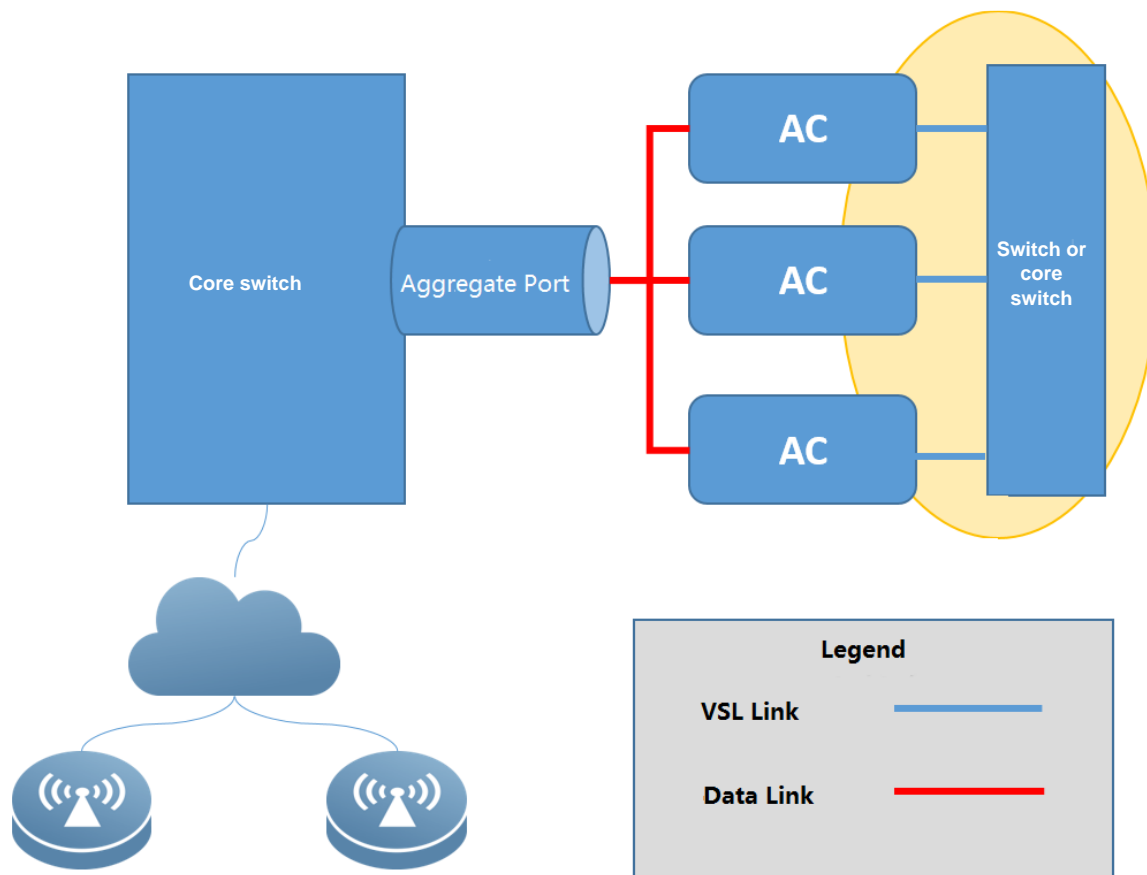 AC
Core switch
Aggregate Port
AC
Switch or
core
switch
AC
Legend
VSL Link
Data Link